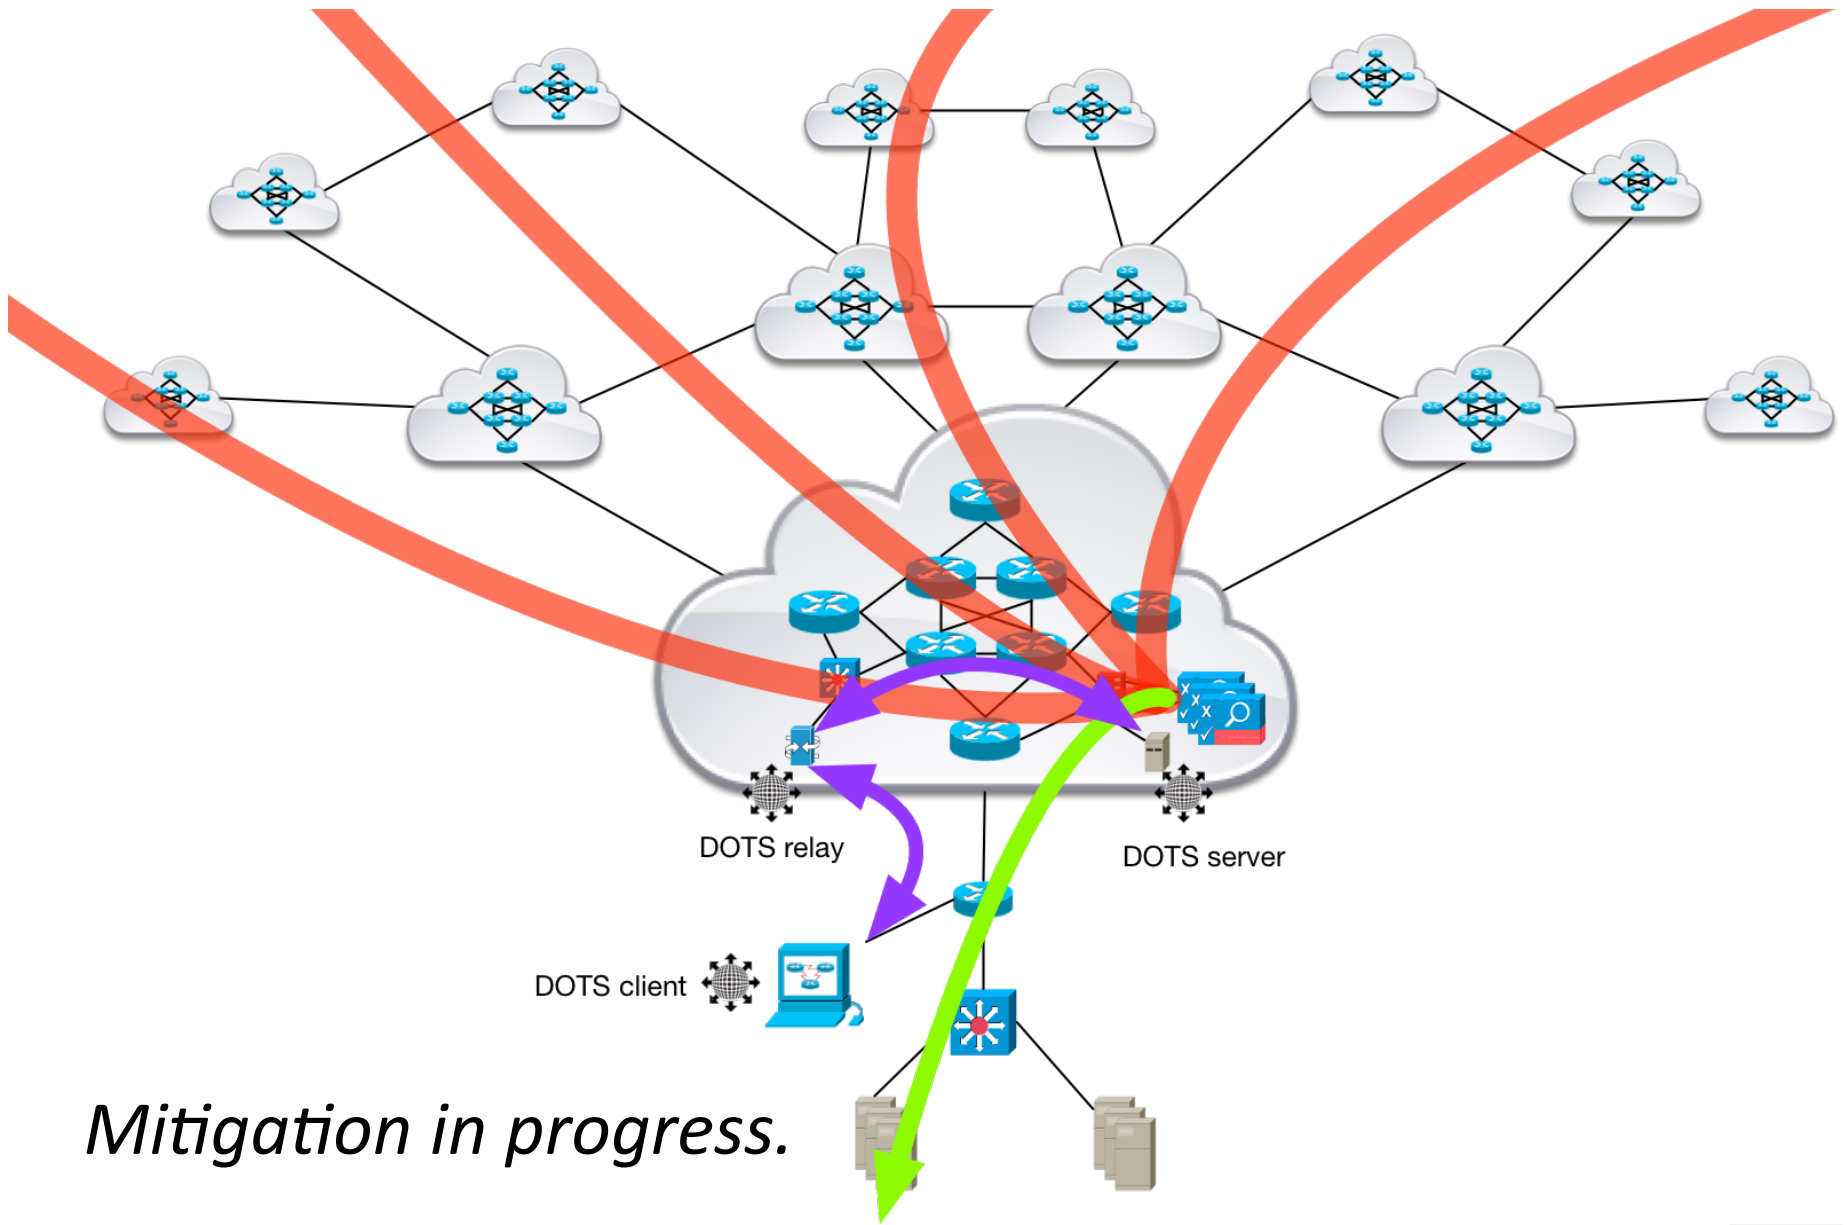 DOTS relay
DOTS server
DOTS client
Mitigation in progress.